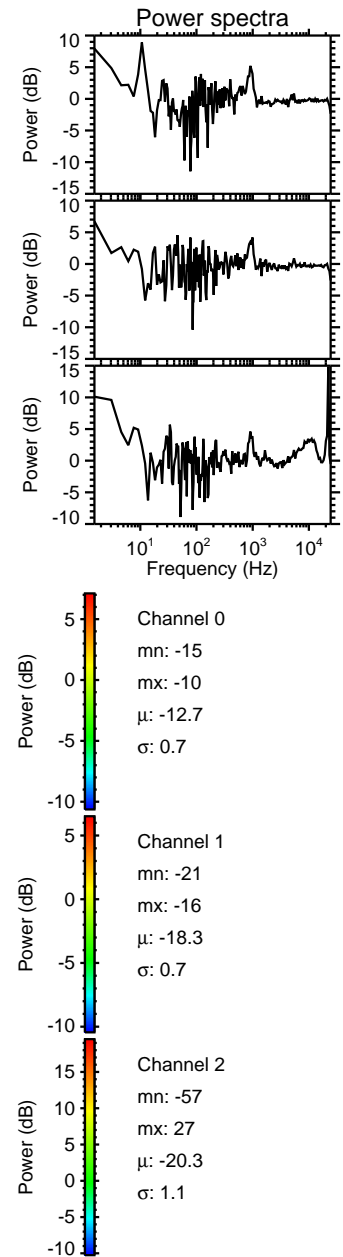 Power spectra
10
5
0
-5
-10
-15
Power (dB)
10
5
0
-5
-10
-15
Power (dB)
15
10
5
0
-5
-10
Power (dB)
10¹ 10² 10³ 10⁴
Frequency (Hz)
5
0
-5
-10
Power (dB)
Channel 0
mn: -15
mx: -10
μ: -12.7
σ: 0.7
5
0
-5
-10
Power (dB)
Channel 1
mn: -21
mx: -16
μ: -18.3
σ: 0.7
15
10
5
0
-5
-10
Power (dB)
Channel 2
mn: -57
mx: 27
μ: -20.3
σ: 1.1